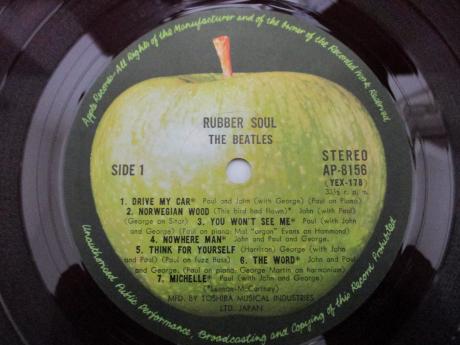 Apple Records - All Rights of the Manufacturer and of the Owner of the Recorded Work Reserved
RUBBER SOUL
THE BEATLES
SIDE 1
STEREO
AP-8156
(YEX-178)
33⅓ r. p. m.
1. DRIVE MY CAR* Paul and John (with George) (Paul on Piano)
2. NORWEGIAN WOOD (This bird had flown)* John (with Paul)
(George on Sitar) 3. YOU WON'T SEE ME* Paul (with John and
George) (Paul on Piano; Mal "organ" Evans on Hammond)
4. NOWHERE MAN* John and Paul and George.
5. THINK FOR YOURSELF (Harrison) George (with John
and Paul) (Paul on fuzz Bass) 6. THE WORD* John and Paul
and George. (Paul on piano; George Martin on harmonium)
7. MICHELLE* Paul (with John and George)
(*Lennon-McCartney)
MFD. BY TOSHIBA MUSICAL INDUSTRIES
LTD. JAPAN
Unauthorized Public Performance, Broadcasting and Copying of this Record Prohibited